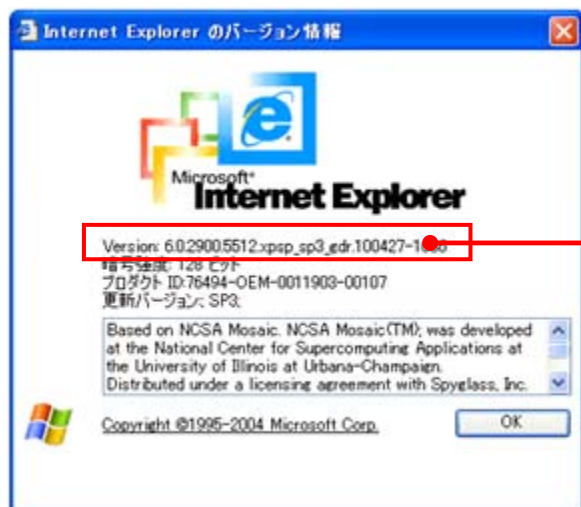 Internet Explorer のバージョン情報
Microsoft
Internet Explorer
Version: 6.0.2900.5512.xpsp_sp3_gdr.100427-
暗号強度: 128 ビット
プロダクト ID:76494-OEM-0011903-00107
更新バージョン:; SP3;
Based on NCSA Mosaic. NCSA Mosaic(TM); was developed
at the National Center for Supercomputing Applications at
the University of Illinois at Urbana-Champaign.
Distributed under a licensing agreement with Spyglass, Inc.
Copyright ©1995-2004 Microsoft Corp.
OK